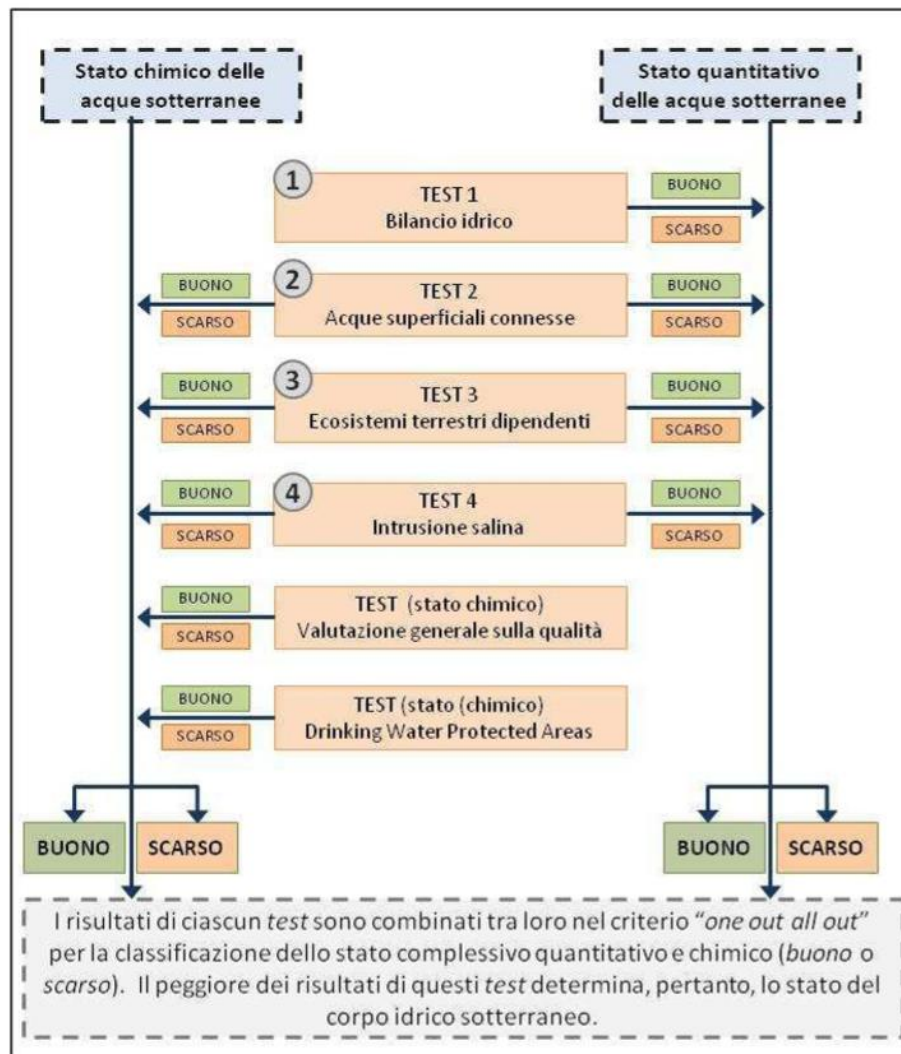 Stato chimico delle
acque sotterranee
Stato quantitativo
delle acque sotterranee
1
TEST 1
Bilancio idrico
BUONO
SCARSO
BUONO
SCARSO
2
TEST 2
Acque superficiali connesse
BUONO
SCARSO
BUONO
SCARSO
3
TEST 3
Ecosistemi terrestri dipendenti
BUONO
SCARSO
BUONO
SCARSO
4
TEST 4
Intrusione salina
BUONO
SCARSO
BUONO
SCARSO
TEST (stato chimico)
Valutazione generale sulla qualità
BUONO
SCARSO
TEST (stato (chimico)
Drinking Water Protected Areas
BUONO
SCARSO
BUONO
SCARSO
I risultati di ciascun test sono combinati tra loro nel criterio “one out all out”
per la classificazione dello stato complessivo quantitativo e chimico (buono o
scarso). Il peggiore dei risultati di questi test determina, pertanto, lo stato del
corpo idrico sotterraneo.